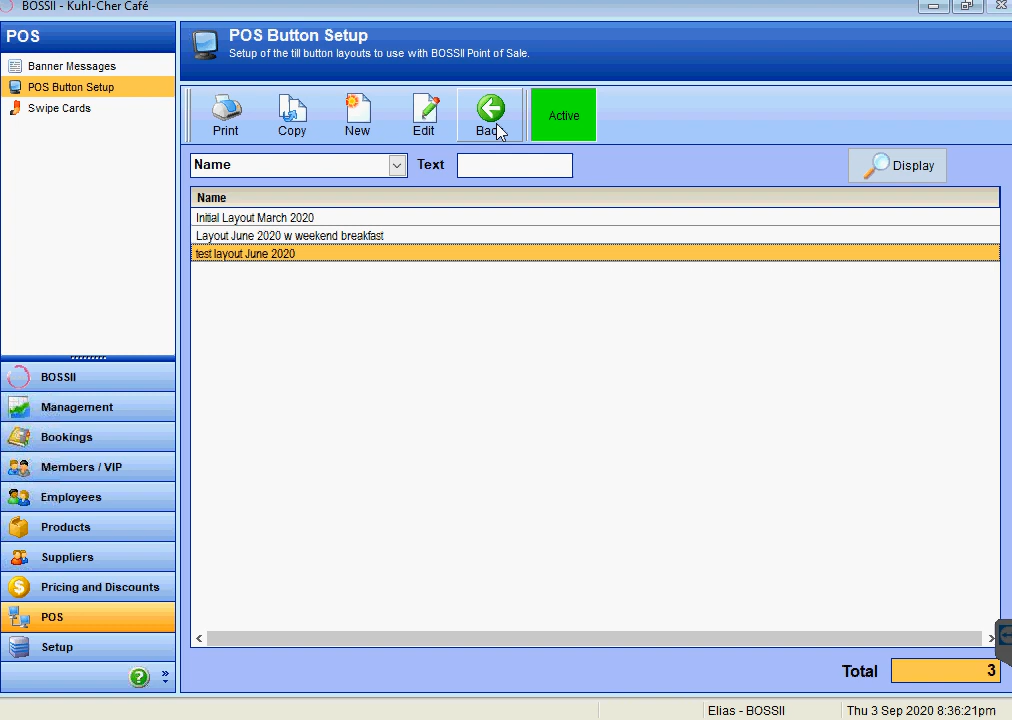 BOSSII - Kuhl-Cher Café
POS
Banner Messages
POS Button Setup
Swipe Cards
BOSSII
Management
Bookings
Members / VIP
Employees
Products
Suppliers
Pricing and Discounts
POS
Setup
POS Button Setup
Setup of the till button layouts to use with BOSSII Point of Sale.
Print Copy New Edit Back Active
Name Text Display
Name
Initial Layout March 2020
Layout June 2020 w weekend breakfast
test layout June 2020
Total 3
Elias - BOSSII Thu 3 Sep 2020 8:36:21pm